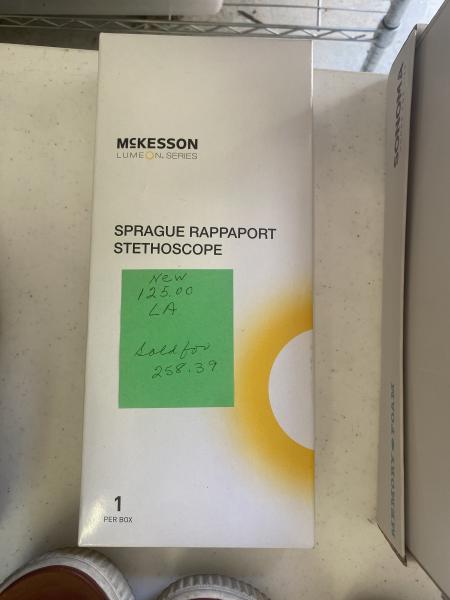 McKESSON
LUMEON™ SERIES
SPRAGUE RAPPAPORT
STETHOSCOPE
New
125.00
LA
Sold for
258.39
1
PER BOX
SONOMA
MEMORY FOAM